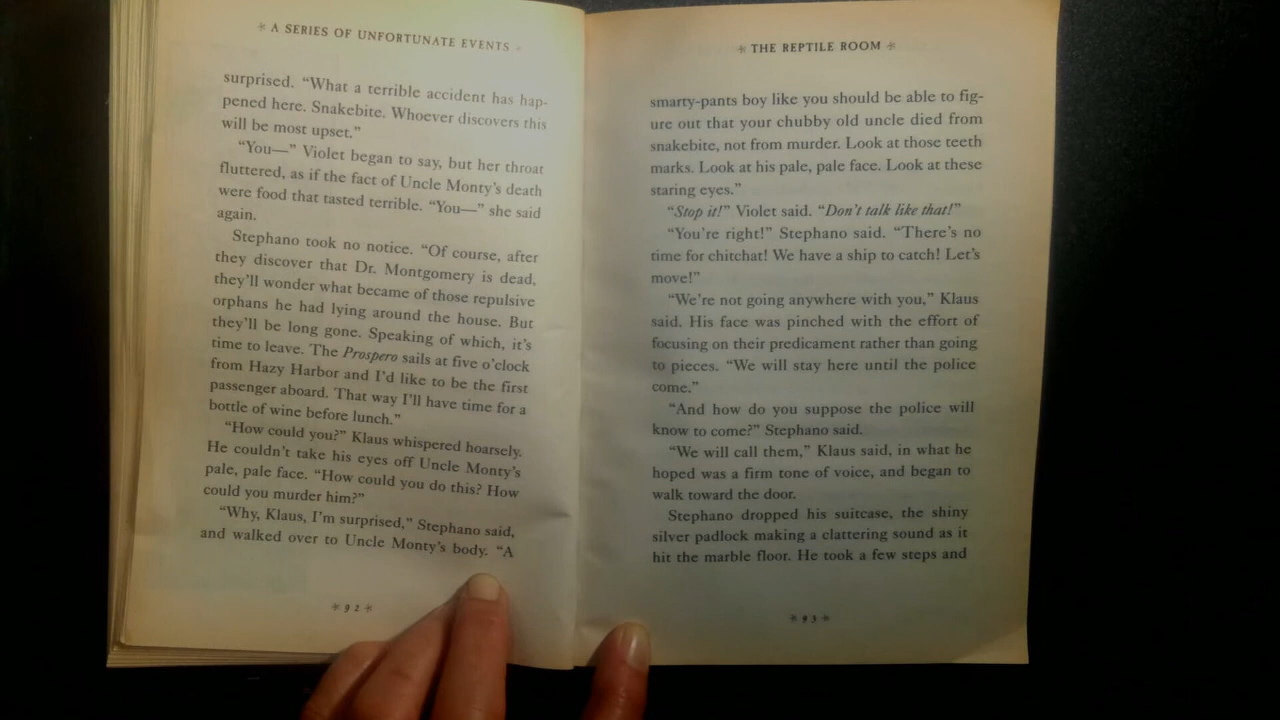 * A SERIES OF UNFORTUNATE EVENTS *
surprised. “What a terrible accident has hap-
pened here. Snakebite. Whoever discovers this
will be most upset.”
“You—” Violet began to say, but her throat
fluttered, as if the fact of Uncle Monty’s death
were food that tasted terrible. “You—” she said
again.
Stephano took no notice. “Of course, after
they discover that Dr. Montgomery is dead,
they’ll wonder what became of those repulsive
orphans he had lying around the house. But
they’ll be long gone. Speaking of which, it’s
time to leave. The Prospero sails at five o’clock
from Hazy Harbor and I’d like to be the first
passenger aboard. That way I’ll have time for a
bottle of wine before lunch.”
“How could you?” Klaus whispered hoarsely.
He couldn’t take his eyes off Uncle Monty’s
pale, pale face. “How could you do this? How
could you murder him?”
“Why, Klaus, I’m surprised,” Stephano said,
and walked over to Uncle Monty’s body. “A
* 92 *
* THE REPTILE ROOM *
smarty-pants boy like you should be able to fig-
ure out that your chubby old uncle died from
snakebite, not from murder. Look at those teeth
marks. Look at his pale, pale face. Look at these
staring eyes.”
“Stop it!” Violet said. “Don’t talk like that!”
“You’re right!” Stephano said. “There’s no
time for chitchat! We have a ship to catch! Let’s
move!”
“We’re not going anywhere with you,” Klaus
said. His face was pinched with the effort of
focusing on their predicament rather than going
to pieces. “We will stay here until the police
come.”
“And how do you suppose the police will
know to come?” Stephano said.
“We will call them,” Klaus said, in what he
hoped was a firm tone of voice, and began to
walk toward the door.
Stephano dropped his suitcase, the shiny
silver padlock making a clattering sound as it
hit the marble floor. He took a few steps and
* 93 *